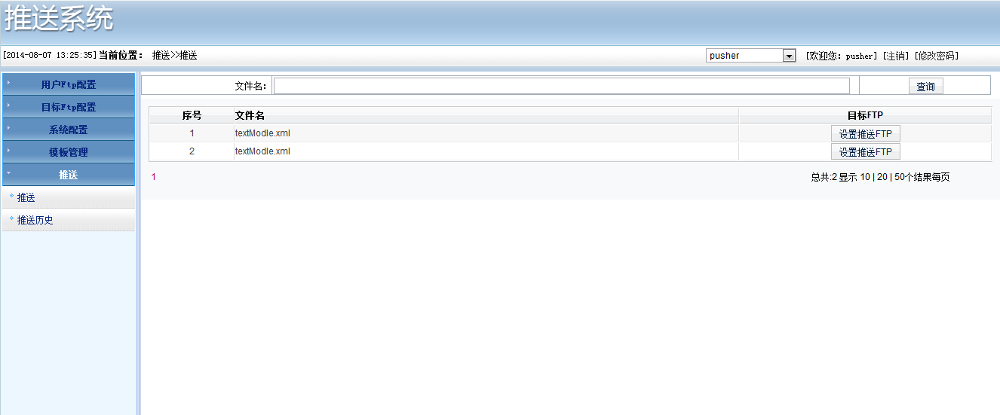 推送系统
[2014-08-07 13:25:35] 当前位置： 推送>>推送 pusher [欢迎您：pusher] [注销] [修改密码]
用户Ftp配置
目标Ftp配置
系统配置
模板管理
推送
推送
推送历史
文件名： 查询
序号 文件名 目标FTP
1 textModle.xml 设置推送FTP
2 textModle.xml 设置推送FTP
1 总共:2 显示 10 | 20 | 50个结果每页